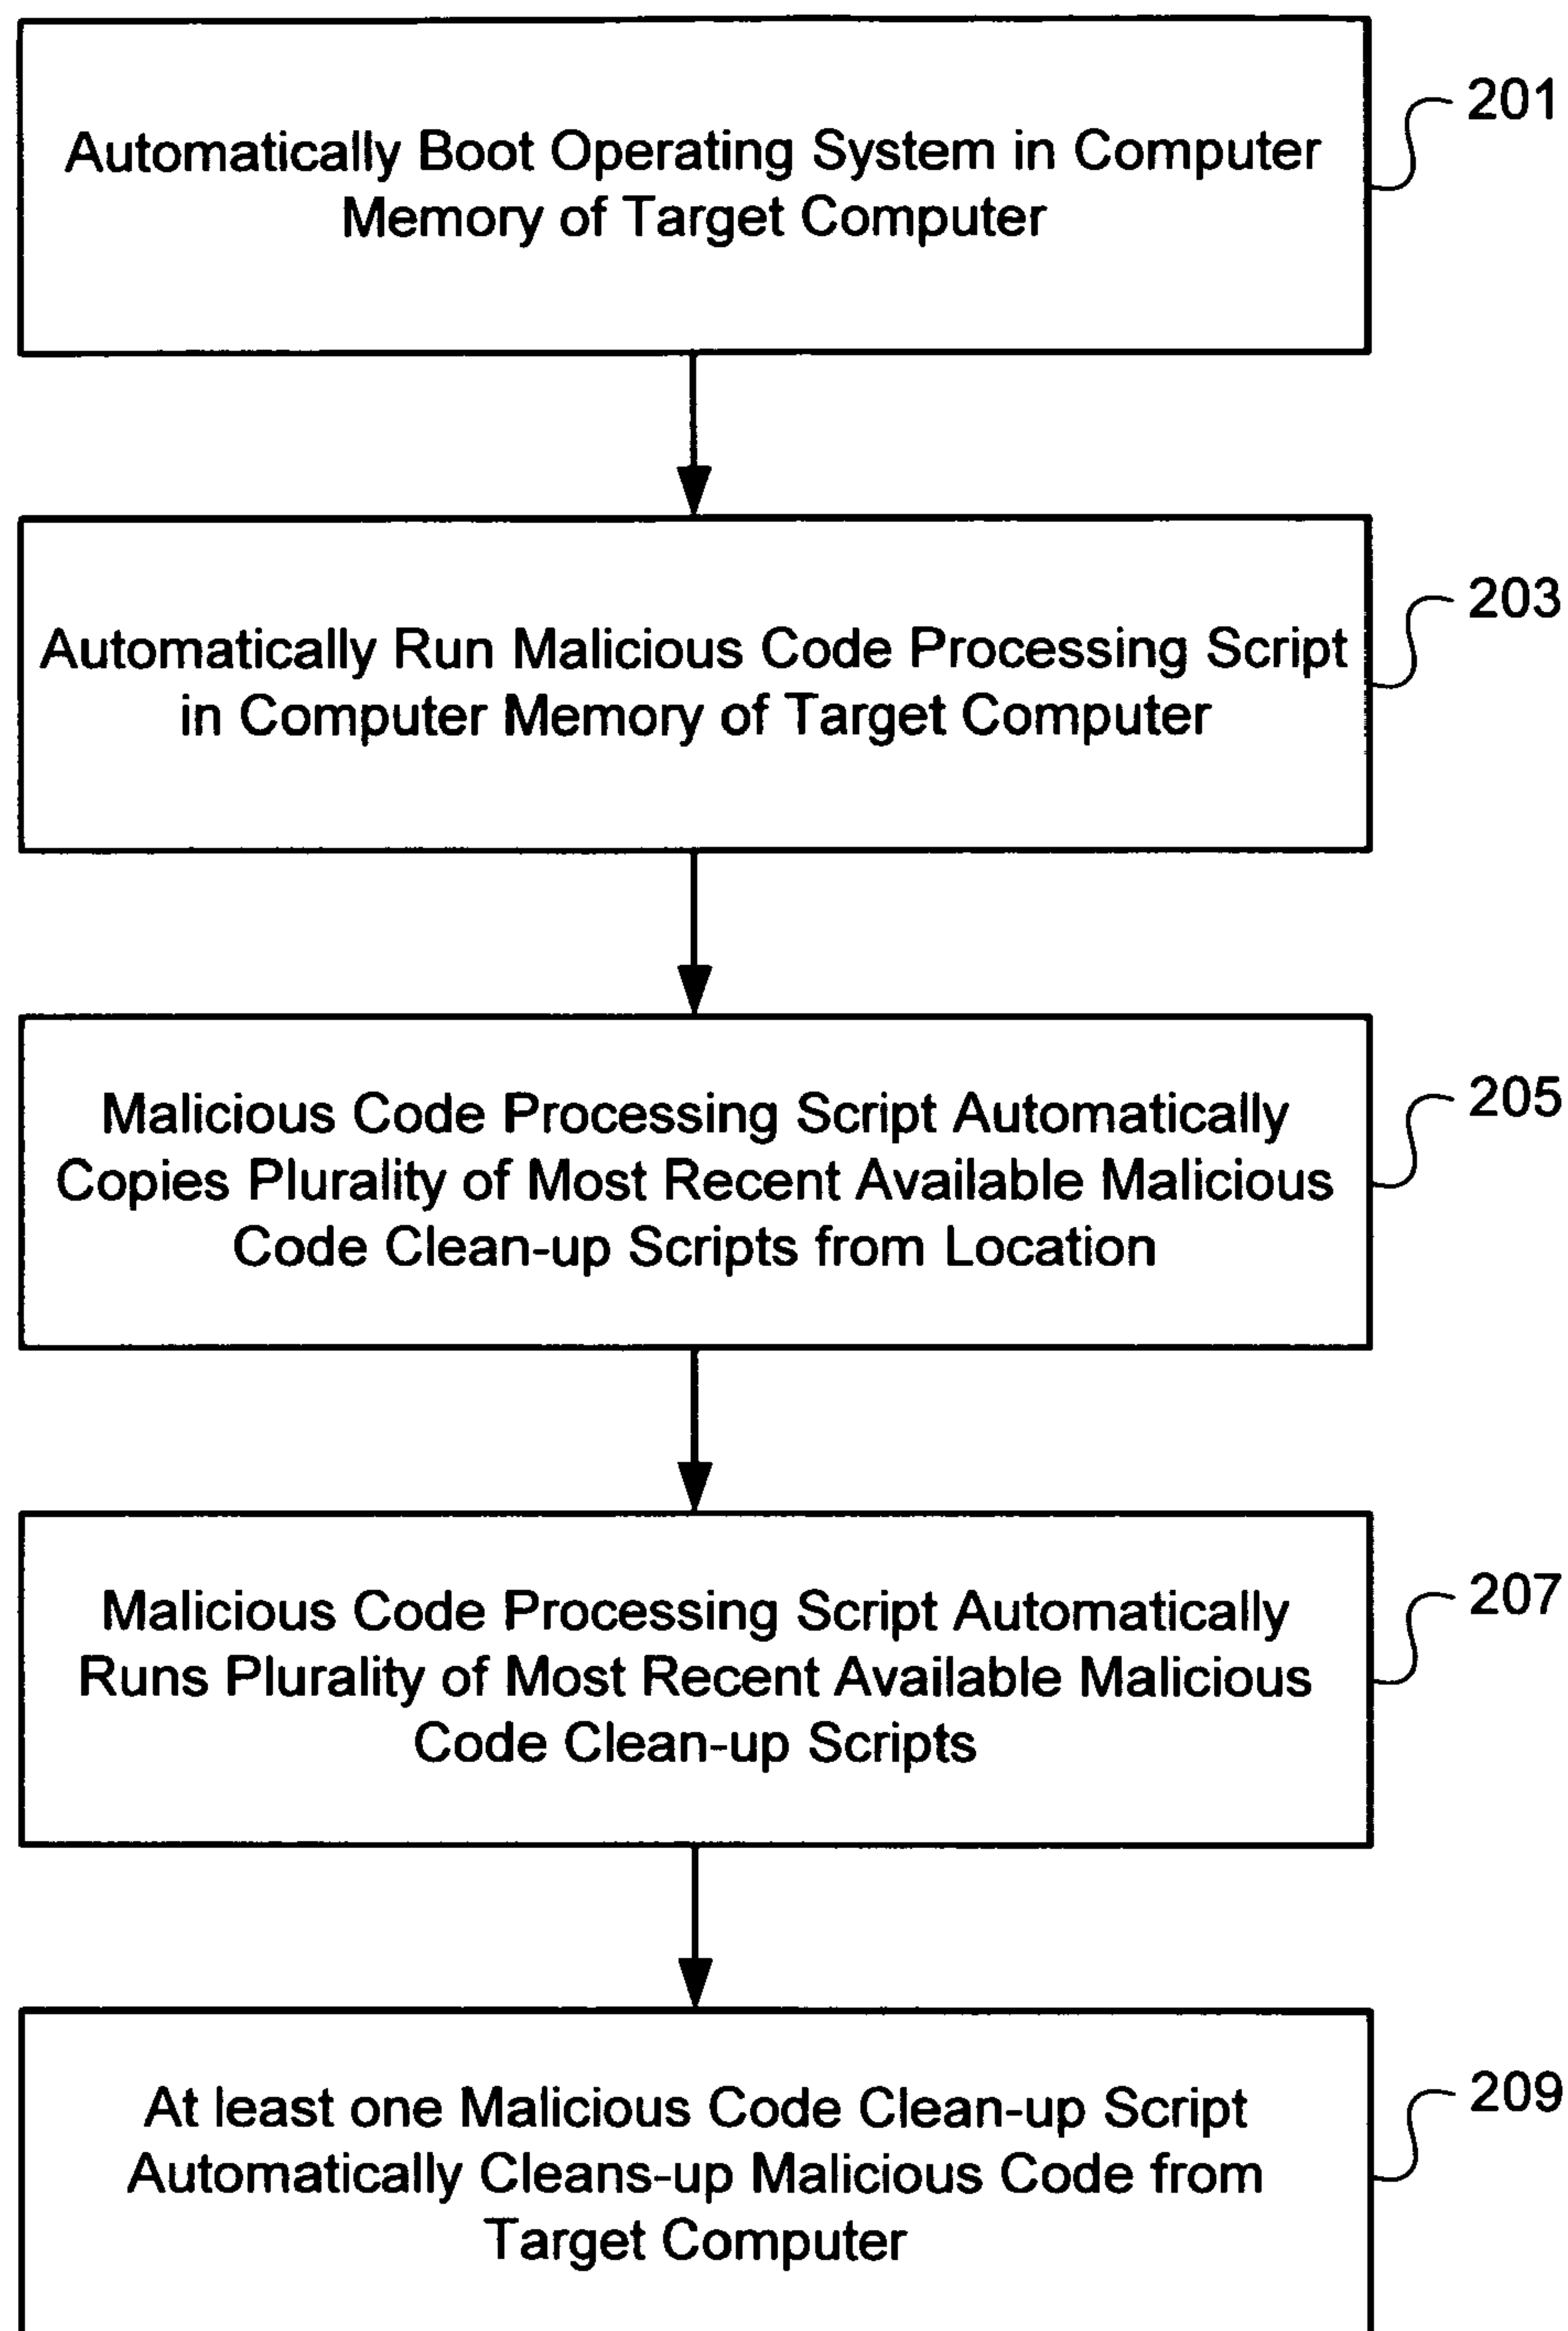 201
Automatically Boot Operating System in Computer
Memory of Target Computer
203
Automatically Run Malicious Code Processing Script
in Computer Memory of Target Computer
205
Malicious Code Processing Script Automatically
Copies Plurality of Most Recent Available Malicious
Code Clean-up Scripts from Location
207
Malicious Code Processing Script Automatically
Runs Plurality of Most Recent Available Malicious
Code Clean-up Scripts
209
At least one Malicious Code Clean-up Script
Automatically Cleans-up Malicious Code from
Target Computer